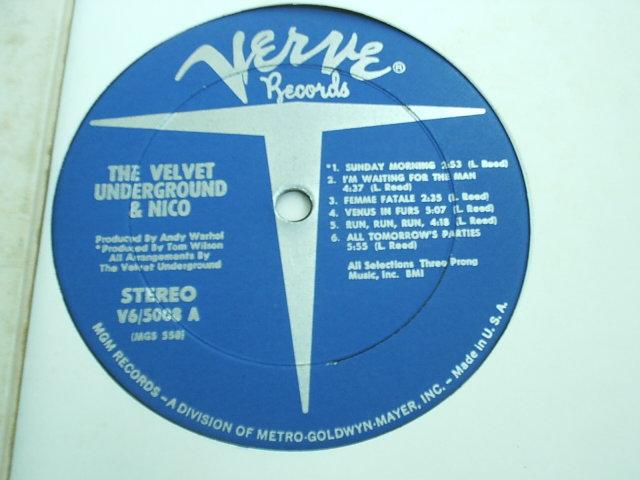 Verve®
Records
THE VELVET
UNDERGROUND
& NICO
Produced By Andy Warhol
*Produced By Tom Wilson
All Arrangements By
The Velvet Underground
STEREO
V6/5008 A
(MGS 558)
*1. SUNDAY MORNING 2:53 (L. Reed)
2. I'M WAITING FOR THE MAN
4:37 (L. Reed)
3. FEMME FATALE 2:35 (L. Reed)
4. VENUS IN FURS 5:07 (L. Reed)
5. RUN, RUN, RUN, 4:18 (L. Reed)
6. ALL TOMORROW'S PARTIES
5:55 (L. Reed)
All Selections Three Prong
Music, Inc. BMI
MGM RECORDS – A DIVISION OF METRO-GOLDWYN-MAYER, INC. – Made in U.S.A.